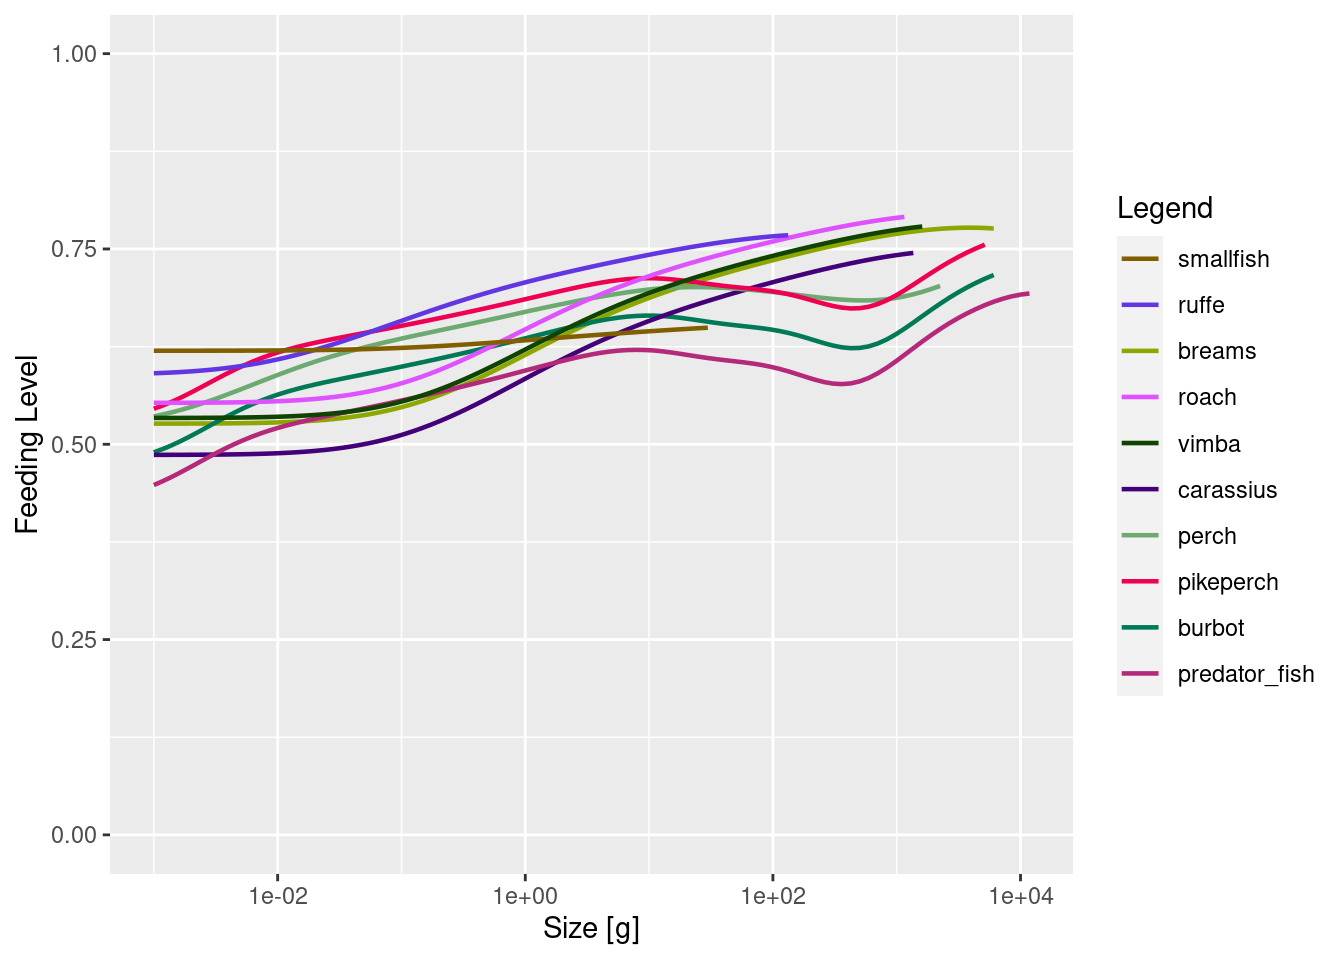 1.00
0.75
0.50
0.25
0.00
Feeding Level
1e-02 1e+00 1e+02 1e+04
Size [g]
Legend
smallfish
ruffe
breams
roach
vimba
carassius
perch
pikeperch
burbot
predator_fish